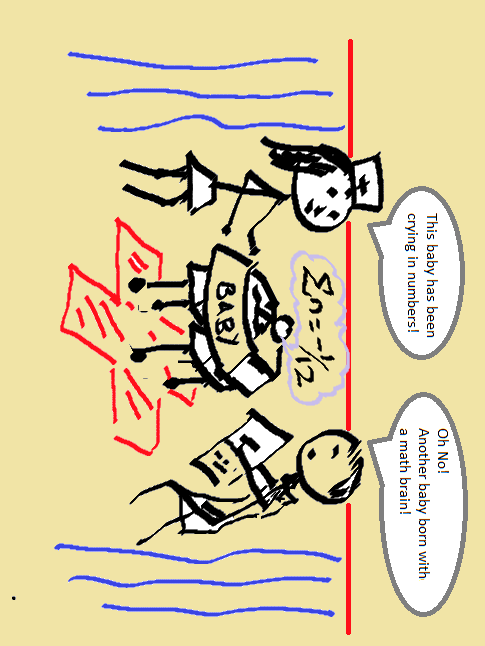 This baby has been
crying in numbers!
Oh No!
Another baby born with
a math brain!
Σn=-1/12
BABY